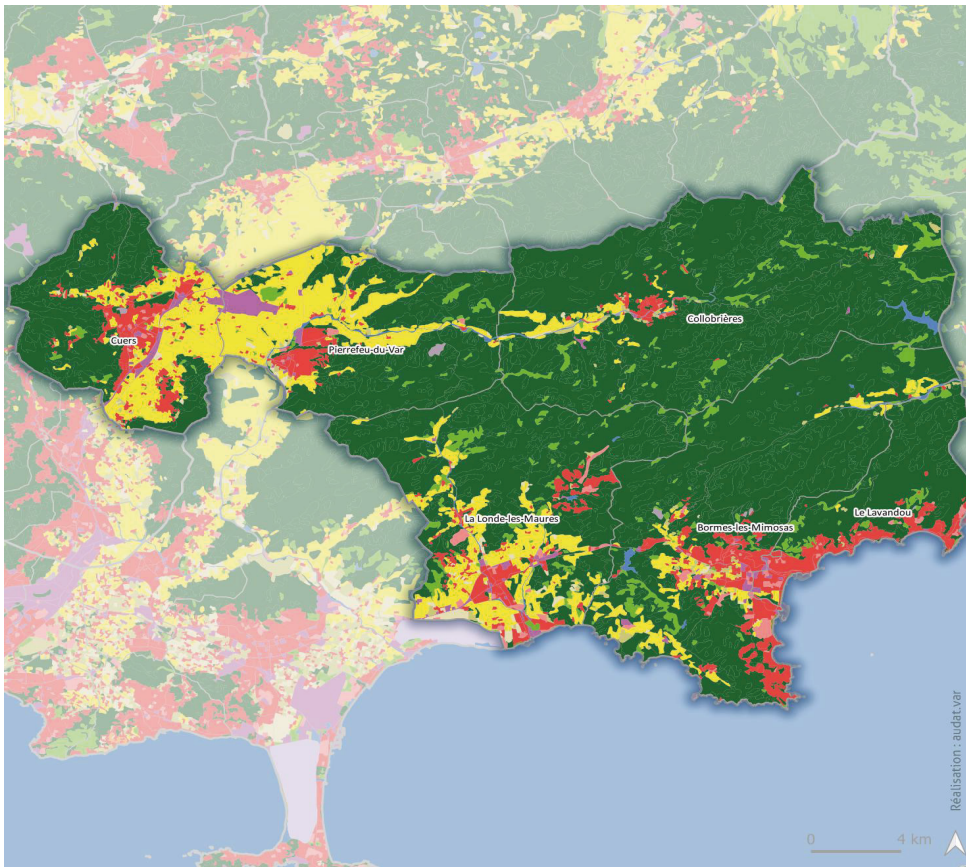 Collobrières
Cuers
Pierrefeu-du-Var
Le Lavandou
La Londe-les-Maures
Bormes-les-Mimosas
Réalisation : audat.var
0 4 km